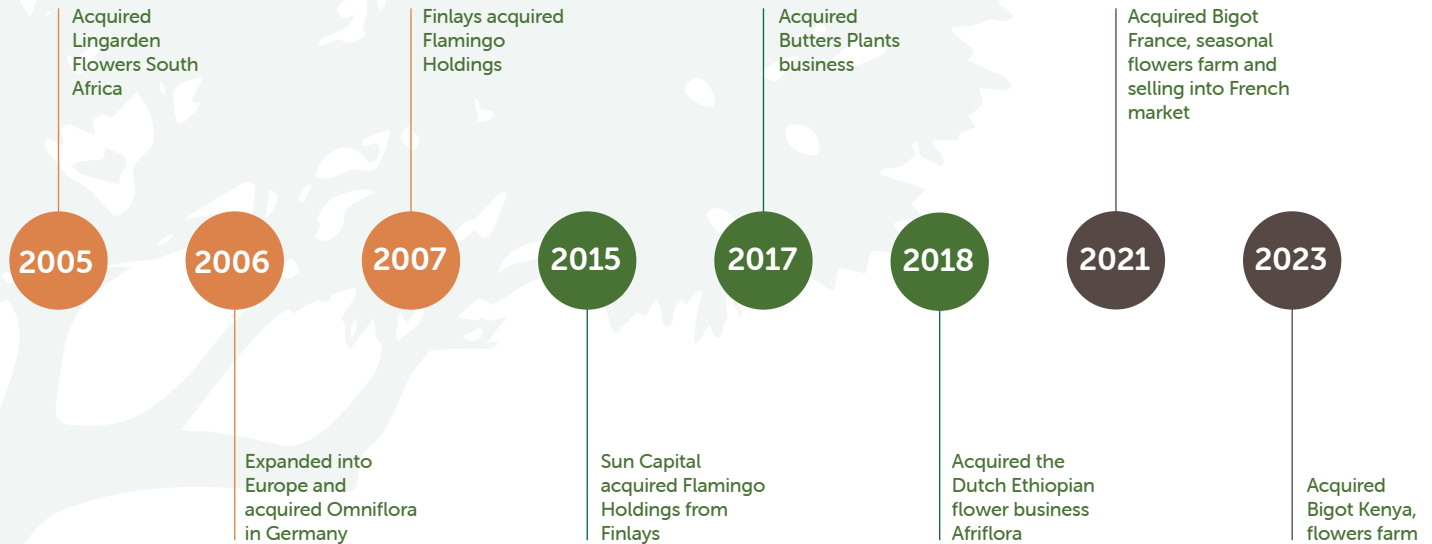 Acquired
Lingarden
Flowers South
Africa
Finlays acquired
Flamingo
Holdings
Acquired
Butters Plants
business
Acquired Bigot
France, seasonal
flowers farm and
selling into French
market
2005
2006
2007
2015
2017
2018
2021
2023
Expanded into
Europe and
acquired Omniflora
in Germany
Sun Capital
acquired Flamingo
Holdings from
Finlays
Acquired the
Dutch Ethiopian
flower business
Afriflora
Acquired
Bigot Kenya,
flowers farm